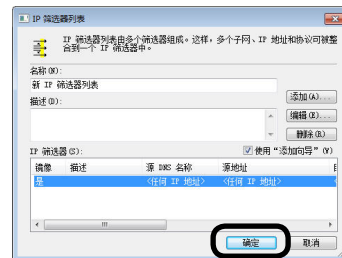 IP 筛选器列表
IP 筛选器列表由多个筛选器组成。这样，多个子网、IP 地址和协议可被整
合到一个 IP 筛选器中。
名称(N):
新 IP 筛选器列表
描述(D):
添加(A)...
编辑(E)...
删除(R)
IP 筛选器(S):
使用“添加向导”(W)
镜像 描述 源 DNS 名称 源地址
是 <任何 IP 地址> <任何 IP 地址>
确定 取消